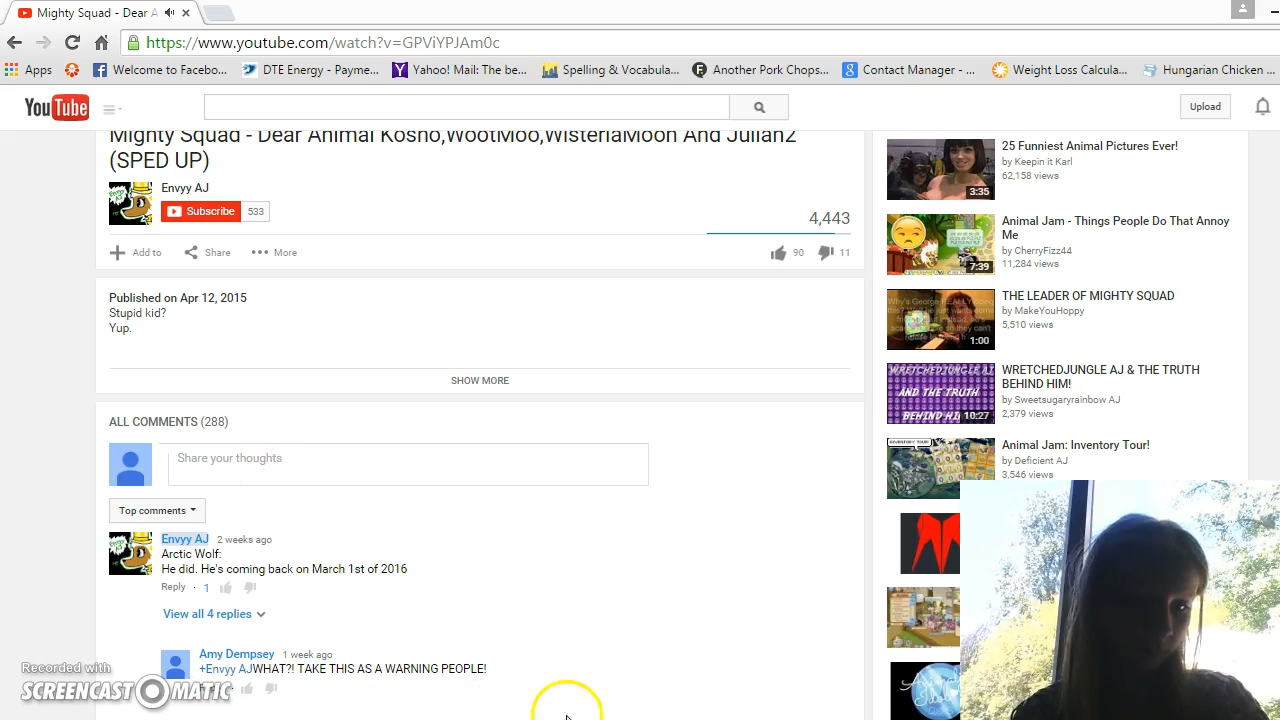 Mighty Squad - Dear A
https://www.youtube.com/watch?v=GPViYPJAm0c
Apps
Welcome to Facebo...
DTE Energy - Payme...
Yahoo! Mail: The be...
Spelling & Vocabula...
Another Pork Chops...
Contact Manager - ...
Weight Loss Calcula...
Hungarian Chicken ...
YouTube
Upload
Mighty Squad - Dear Animal Kosho,WootMoo,WisteriaMoon And Julian2
(SPED UP)
Envyy AJ
Subscribe 533
4,443
Add to Share More
90 11
Published on Apr 12, 2015
Stupid kid?
Yup.
SHOW MORE
ALL COMMENTS (288)
Share your thoughts
Top comments
Envyy AJ 2 weeks ago
Arctic Wolf:
He did. He's coming back on March 1st of 2016
Reply · 1
View all 4 replies
Amy Dempsey 1 week ago
+Envyy AJWHAT?! TAKE THIS AS A WARNING PEOPLE!
Recorded with
SCREENCAST MATIC
25 Funniest Animal Pictures Ever!
by Keepin it Karl
62,158 views
3:35
Animal Jam - Things People Do That Annoy
Me
by CherryFizz44
11,284 views
7:39
THE LEADER OF MIGHTY SQUAD
by MakeYouHoppy
5,510 views
1:00
WRETCHEDJUNGLE AJ & THE TRUTH
BEHIND HIM!
by Sweetsugaryrainbow AJ
2,379 views
WRETCHEDJUNGLE AJ
AND THE TRUTH
BEHIND HI
10:27
Animal Jam: Inventory Tour!
by Deficient AJ
3,546 views